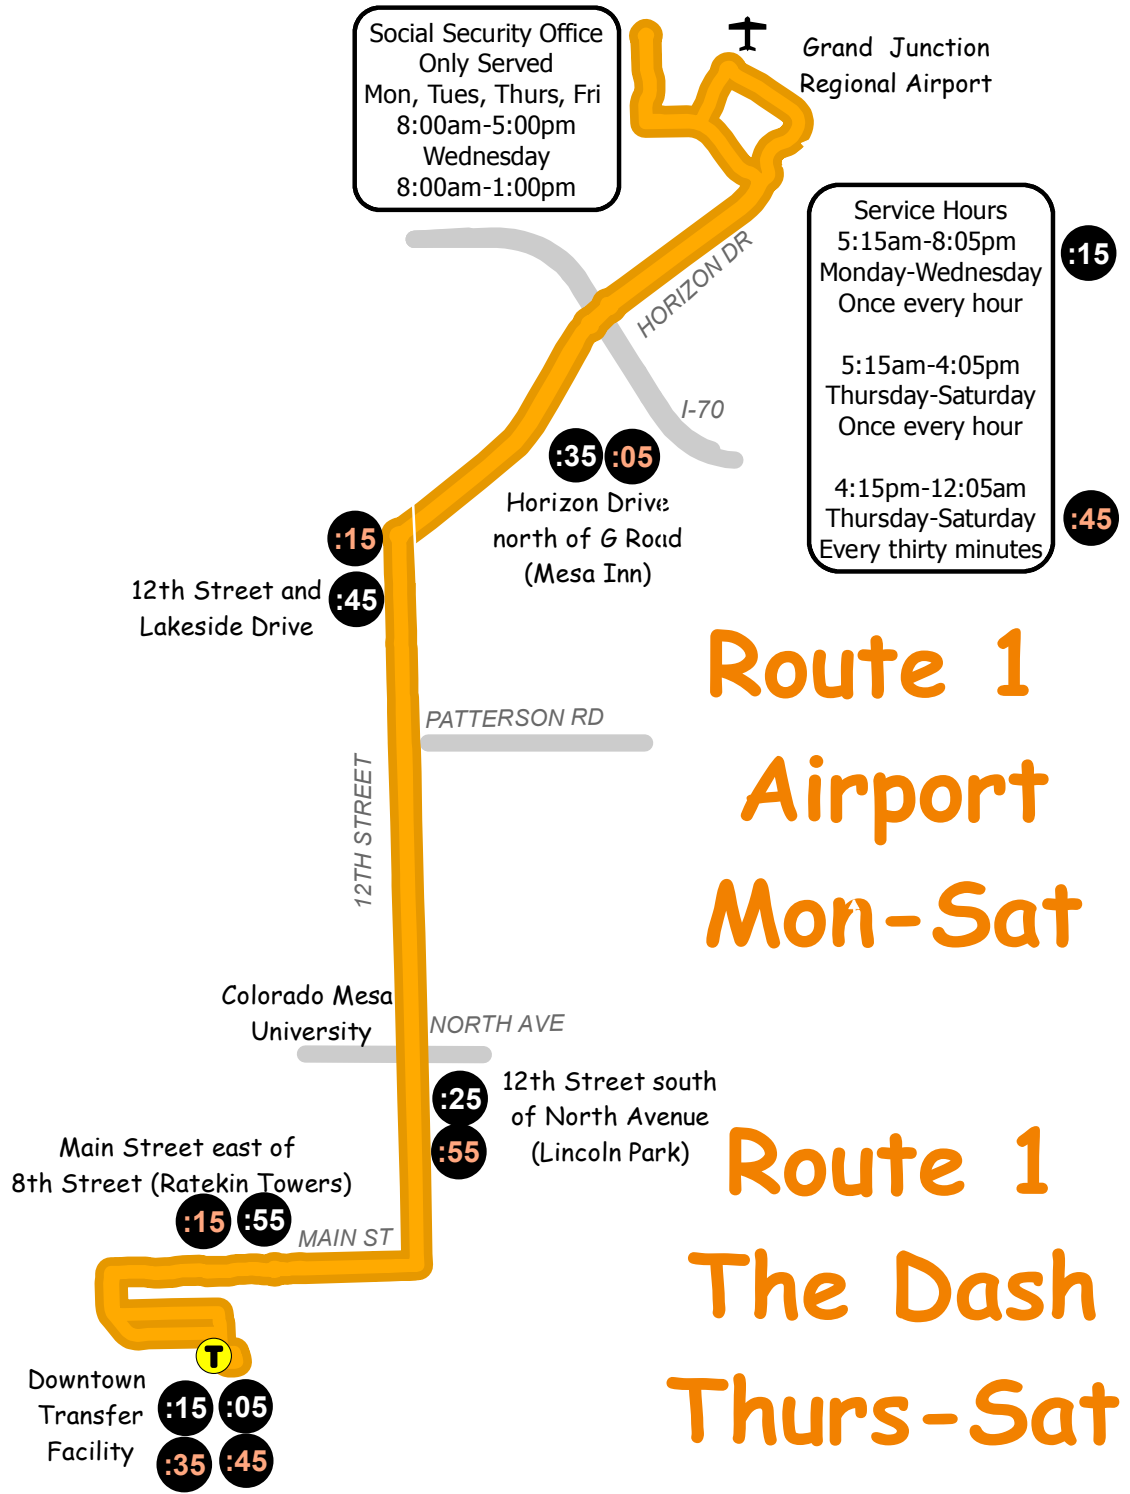 Social Security Office
Only Served
Mon, Tues, Thurs, Fri
8:00am-5:00pm
Wednesday
8:00am-1:00pm
Grand Junction
Regional Airport
Service Hours
5:15am-8:05pm
Monday-Wednesday
Once every hour
:15
5:15am-4:05pm
Thursday-Saturday
Once every hour
4:15pm-12:05am
Thursday-Saturday
Every thirty minutes
:45
HORIZON DR
I-70
:35 :05
Horizon Drive
north of G Road
(Mesa Inn)
:15
:45
12th Street and
Lakeside Drive
Route 1
Airport
Mon-Sat
PATTERSON RD
12TH STREET
Colorado Mesa
University
NORTH AVE
:25
:55
12th Street south
of North Avenue
(Lincoln Park)
Main Street east of
8th Street (Ratekin Towers)
:15 :55
MAIN ST
Route 1
The Dash
Thurs-Sat
T
Downtown
Transfer
Facility
:15 :05
:35 :45